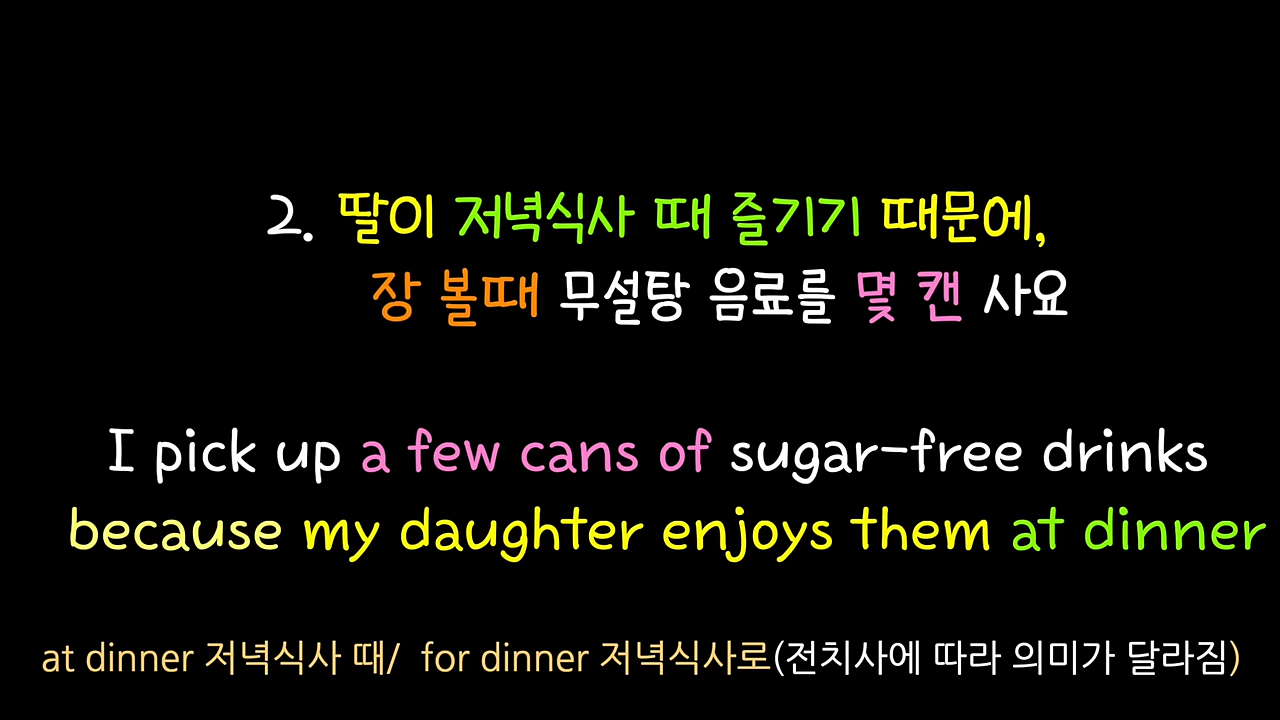 2. 딸이 저녁식사 때 즐기기 때문에,
장 볼때 무설탕 음료를 몇 캔 사요
I pick up a few cans of sugar-free drinks
because my daughter enjoys them at dinner
at dinner 저녁식사 때/ for dinner 저녁식사로(전치사에 따라 의미가 달라짐)